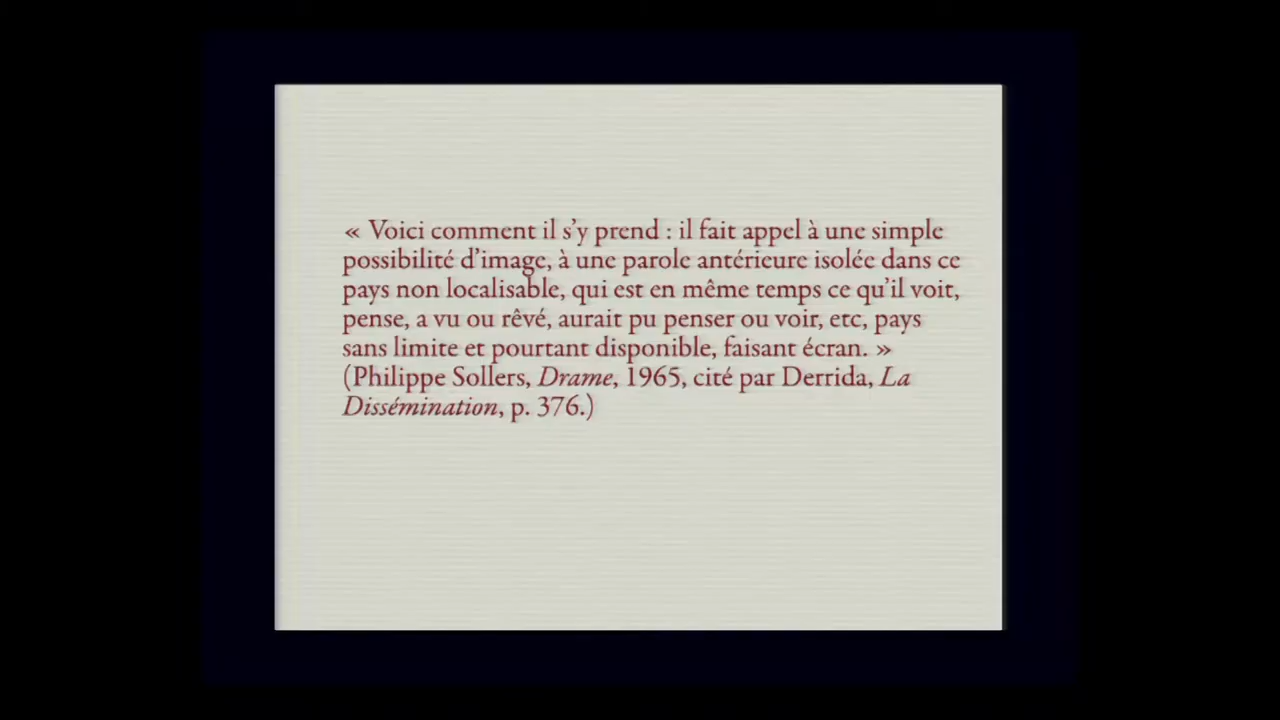 « Voici comment il s’y prend : il fait appel à une simple
possibilité d’image, à une parole antérieure isolée dans ce
pays non localisable, qui est en même temps ce qu’il voit,
pense, a vu ou rêvé, aurait pu penser ou voir, etc, pays
sans limite et pourtant disponible, faisant écran. »
(Philippe Sollers, Drame, 1965, cité par Derrida, La
Dissémination, p. 376.)